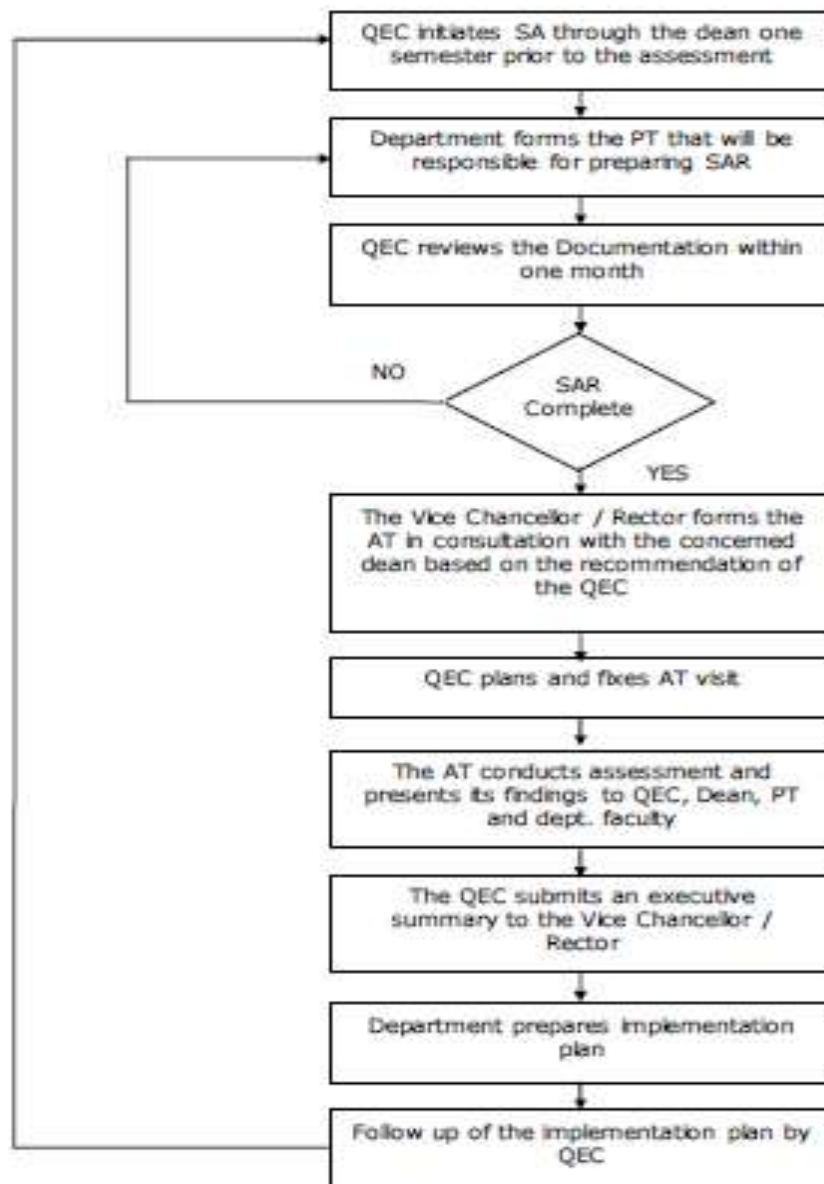 QEC initiates SA through the dean one
semester prior to the assessment
Department forms the PT that will be
responsible for preparing SAR
QEC reviews the Documentation within
one month
NO
SAR
Complete
YES
The Vice Chancellor / Rector forms the
AT in consultation with the concerned
dean based on the recommendation of
the QEC
QEC plans and fixes AT visit
The AT conducts assessment and
presents its findings to QEC, Dean, PT
and dept. faculty
The QEC submits an executive
summary to the Vice Chancellor /
Rector
Department prepares implementation
plan
Follow up of the implementation plan by
QEC